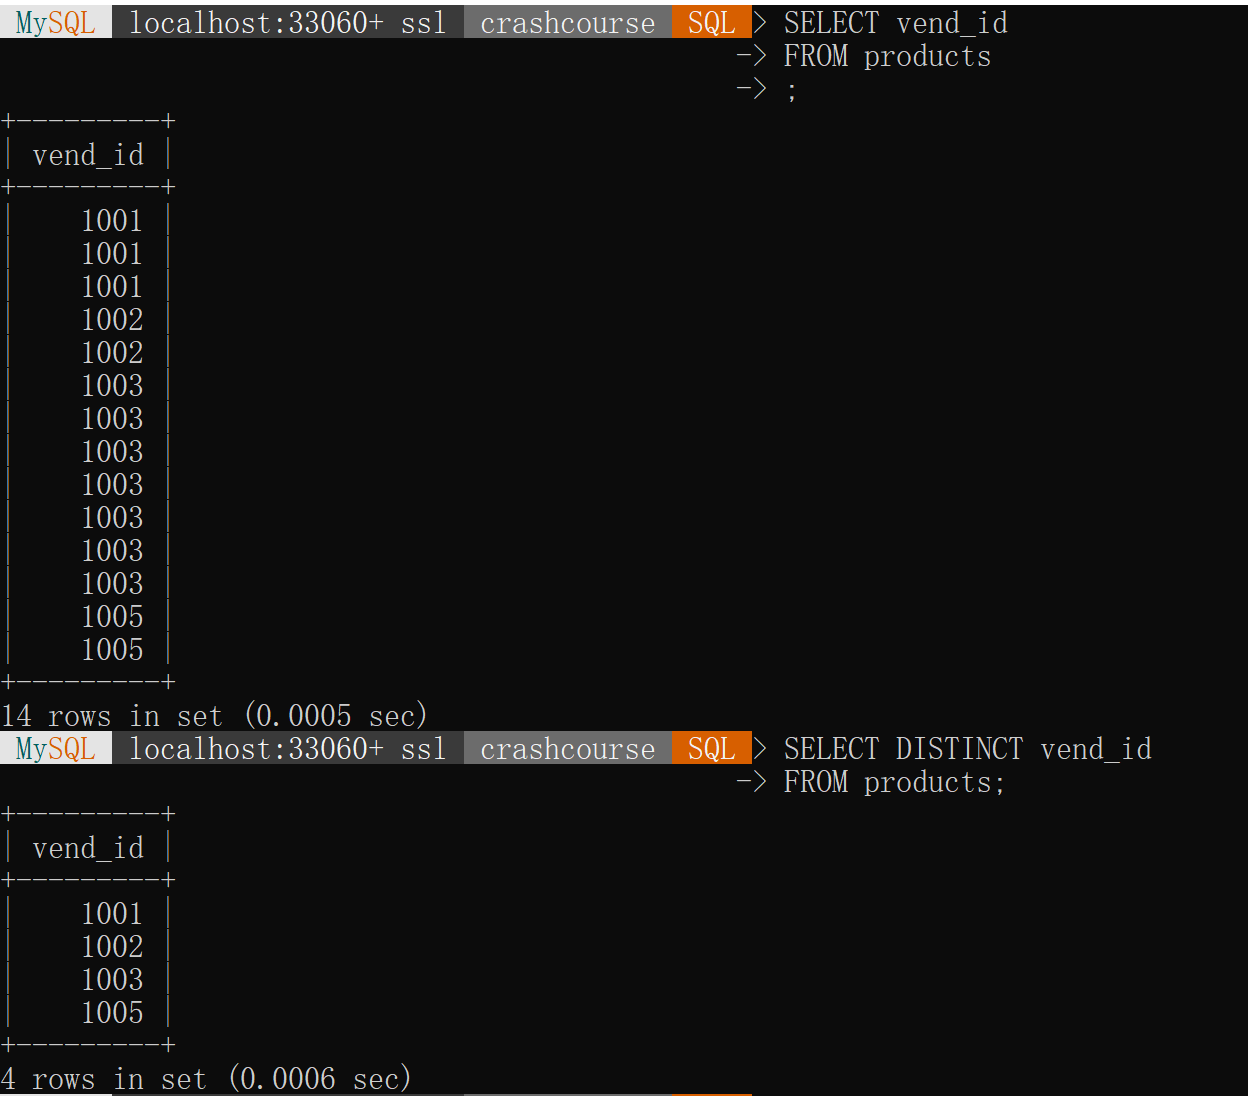 MySQL localhost:33060+ ssl crashcourse SQL > SELECT vend_id
-> FROM products
-> ;
+---------+
| vend_id |
+---------+
| 1001 |
| 1001 |
| 1001 |
| 1002 |
| 1002 |
| 1003 |
| 1003 |
| 1003 |
| 1003 |
| 1003 |
| 1003 |
| 1003 |
| 1005 |
| 1005 |
+---------+
14 rows in set (0.0005 sec)
MySQL localhost:33060+ ssl crashcourse SQL > SELECT DISTINCT vend_id
-> FROM products;
+---------+
| vend_id |
+---------+
| 1001 |
| 1002 |
| 1003 |
| 1005 |
+---------+
4 rows in set (0.0006 sec)